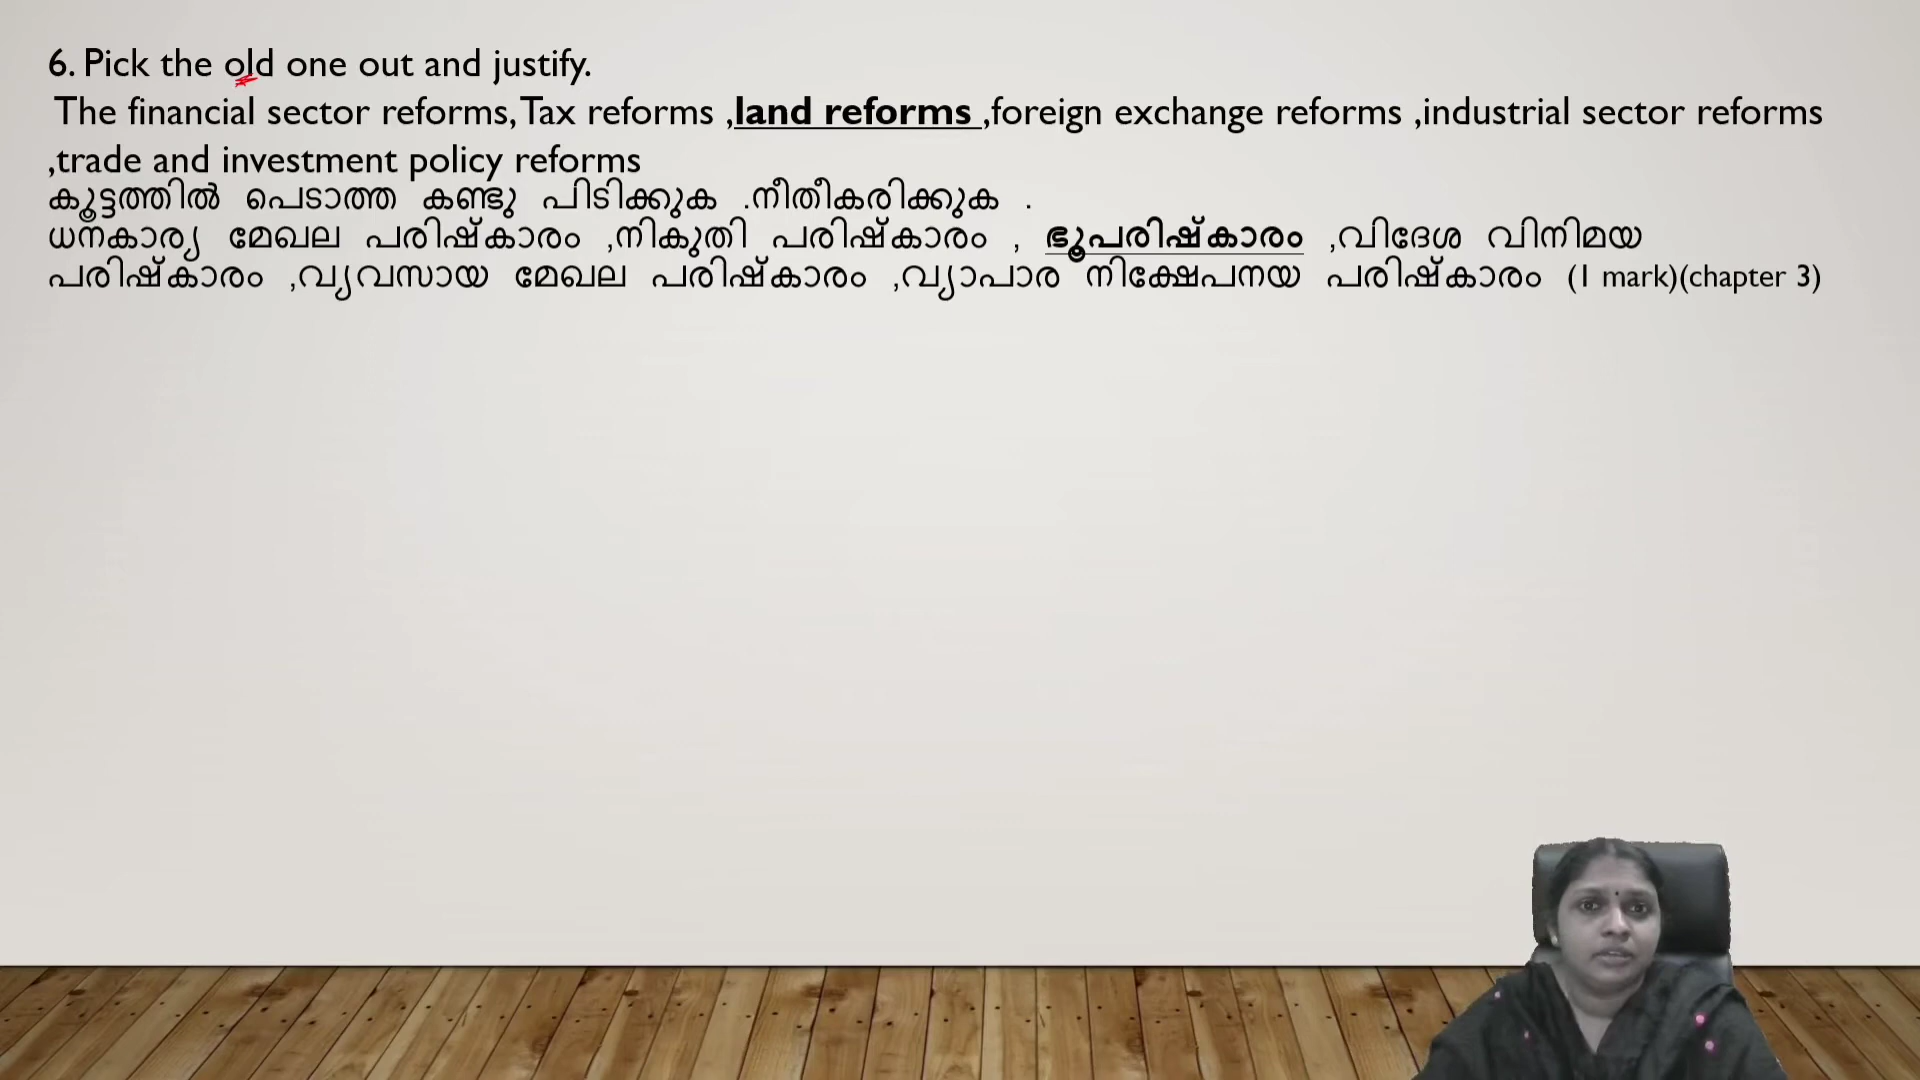 6. Pick the old one out and justify.
The financial sector reforms,Tax reforms ,land reforms ,foreign exchange reforms ,industrial sector reforms
,trade and investment policy reforms
കൂട്ടത്തിൽ പെടാത്ത കണ്ടു പിടിക്കുക .നീതീകരിക്കുക .
ധനകാര്യ മേഖല പരിഷ്കാരം ,നികുതി പരിഷ്കാരം , ഭൂപരിഷ്കാരം ,വിദേശ വിനിമയ
പരിഷ്കാരം ,വ്യവസായ മേഖല പരിഷ്കാരം ,വ്യാപാര നിക്ഷേപനയ പരിഷ്കാരം (1 mark)(chapter 3)